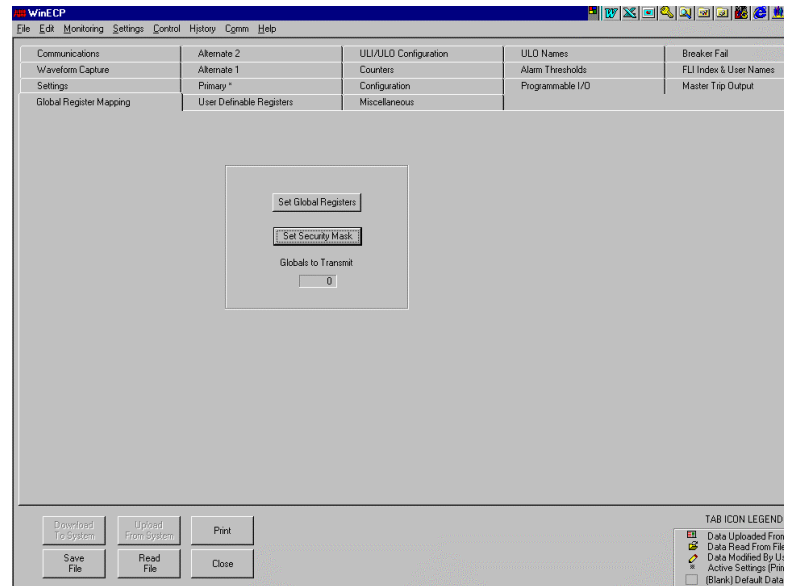 WinECP
File Edit Monitoring Settings Control History Comm Help
Communications Alternate 2 ULI/ULO Configuration ULO Names Breaker Fail
Waveform Capture Alternate 1 Counters Alarm Thresholds FLI Index & User Names
Settings Primary * Configuration Programmable I/O Master Trip Output
Global Register Mapping User Definable Registers Miscellaneous
Set Global Registers
Set Security Mask
Globals to Transmit
0
Download To System
Upload From System
Print
Save File
Read File
Close
TAB ICON LEGEND
Data Uploaded From
Data Read From File
Data Modified By Us
* Active Settings (Prim
(Blank) Default Data